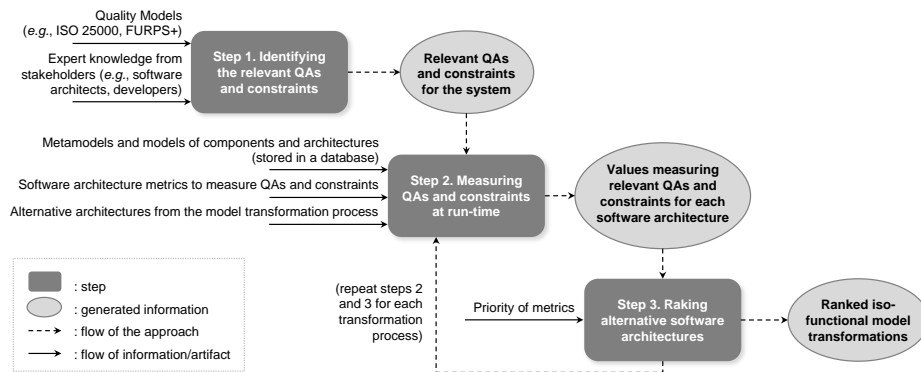 Quality Models
(e.g., ISO 25000, FURPS+)
Expert knowledge from
stakeholders (e.g., software
architects, developers)
Step 1. Identifying
the relevant QAs
and constraints
Relevant QAs
and constraints
for the system
Metamodels and models of components and architectures
(stored in a database)
Software architecture metrics to measure QAs and constraints
Alternative architectures from the model transformation process
Step 2. Measuring
QAs and constraints
at run-time
Values measuring
relevant QAs and
constraints for each
software architecture
(repeat steps 2
and 3 for each
transformation
process)
Priority of metrics
Step 3. Raking
alternative software
architectures
Ranked iso-
functional model
transformations
: step
: generated information
: flow of the approach
: flow of information/artifact